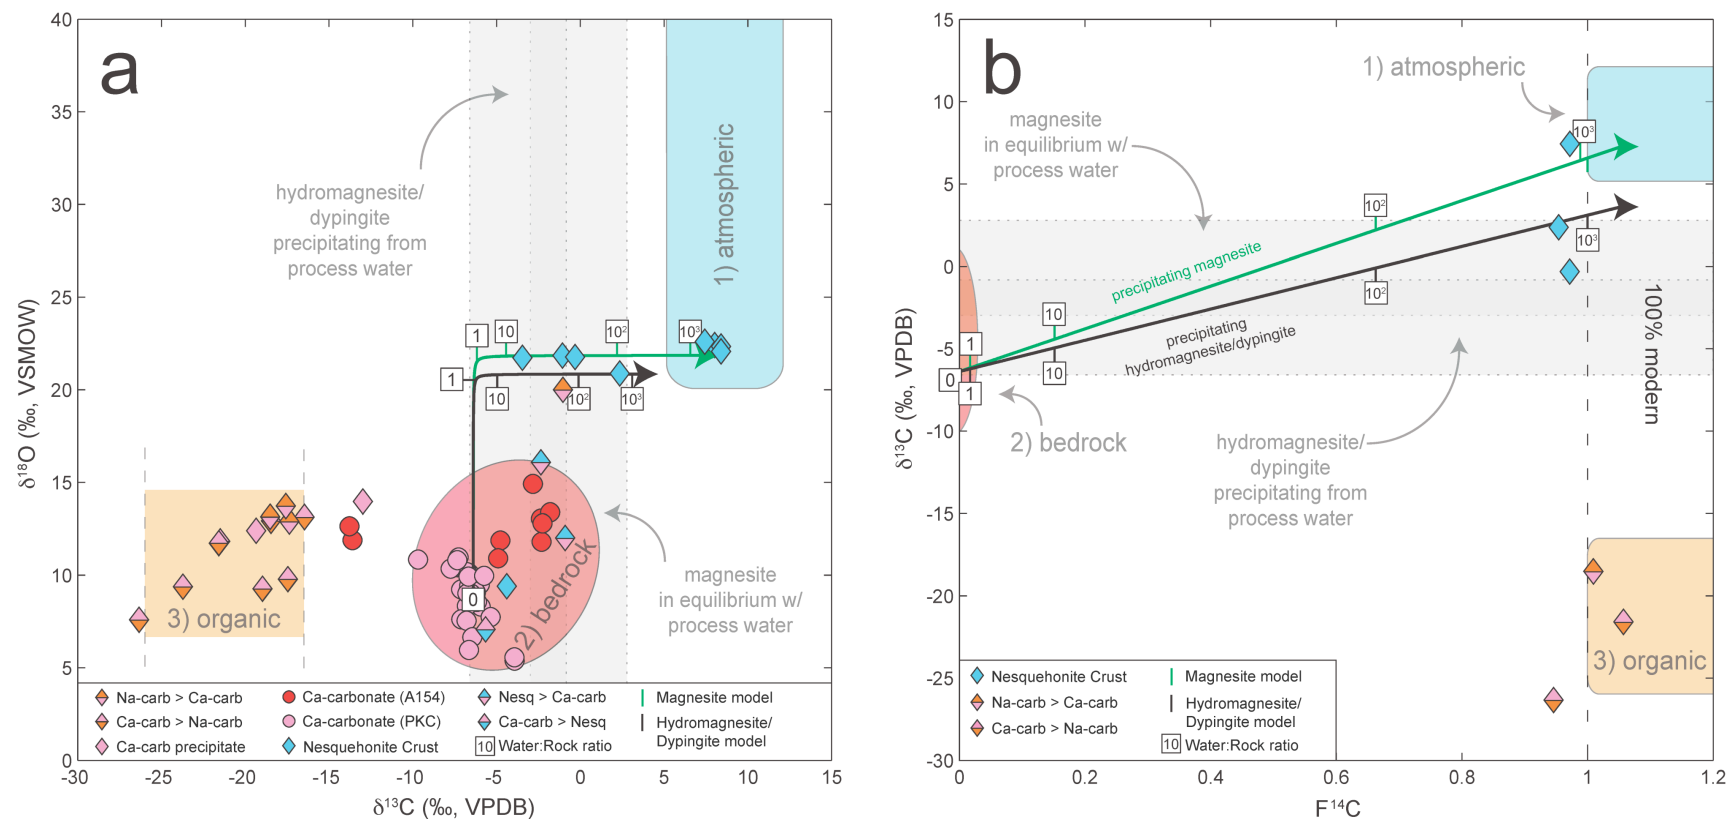 a
40
35
30
25
20
15
10
5
0
-30
-25
-20
-15
-10
-5
0
5
10
15
δ¹⁸O (‰, VSMOW)
δ¹³C (‰, VPDB)
hydromagnesite/
dypingite
precipitating from
process water
1) atmospheric
1
10
10²
10³
1
10
10²
10³
0
2) bedrock
3) organic
magnesite
in equilibrium w/
process water
Na-carb > Ca-carb
Ca-carb > Na-carb
Ca-carb precipitate
Ca-carbonate (A154)
Ca-carbonate (PKC)
Nesquehonite Crust
Nesq > Ca-carb
Ca-carb > Nesq
10 Water:Rock ratio
Magnesite model
Hydromagnesite/
Dypingite model
b
15
10
5
0
-5
-10
-15
-20
-25
-30
0
0.2
0.4
0.6
0.8
1
1.2
δ¹³C (‰, VPDB)
F¹⁴C
1) atmospheric
magnesite
in equilibrium w/
process water
10³
10²
10
1
0
1
10
10²
10³
precipitating magnesite
precipitating
hydromagnesite/dypingite
100% modern
2) bedrock
hydromagnesite/
dypingite
precipitating from
process water
3) organic
Nesquehonite Crust
Na-carb > Ca-carb
Ca-carb > Na-carb
Magnesite model
Hydromagnesite/
Dypingite model
10 Water:Rock ratio